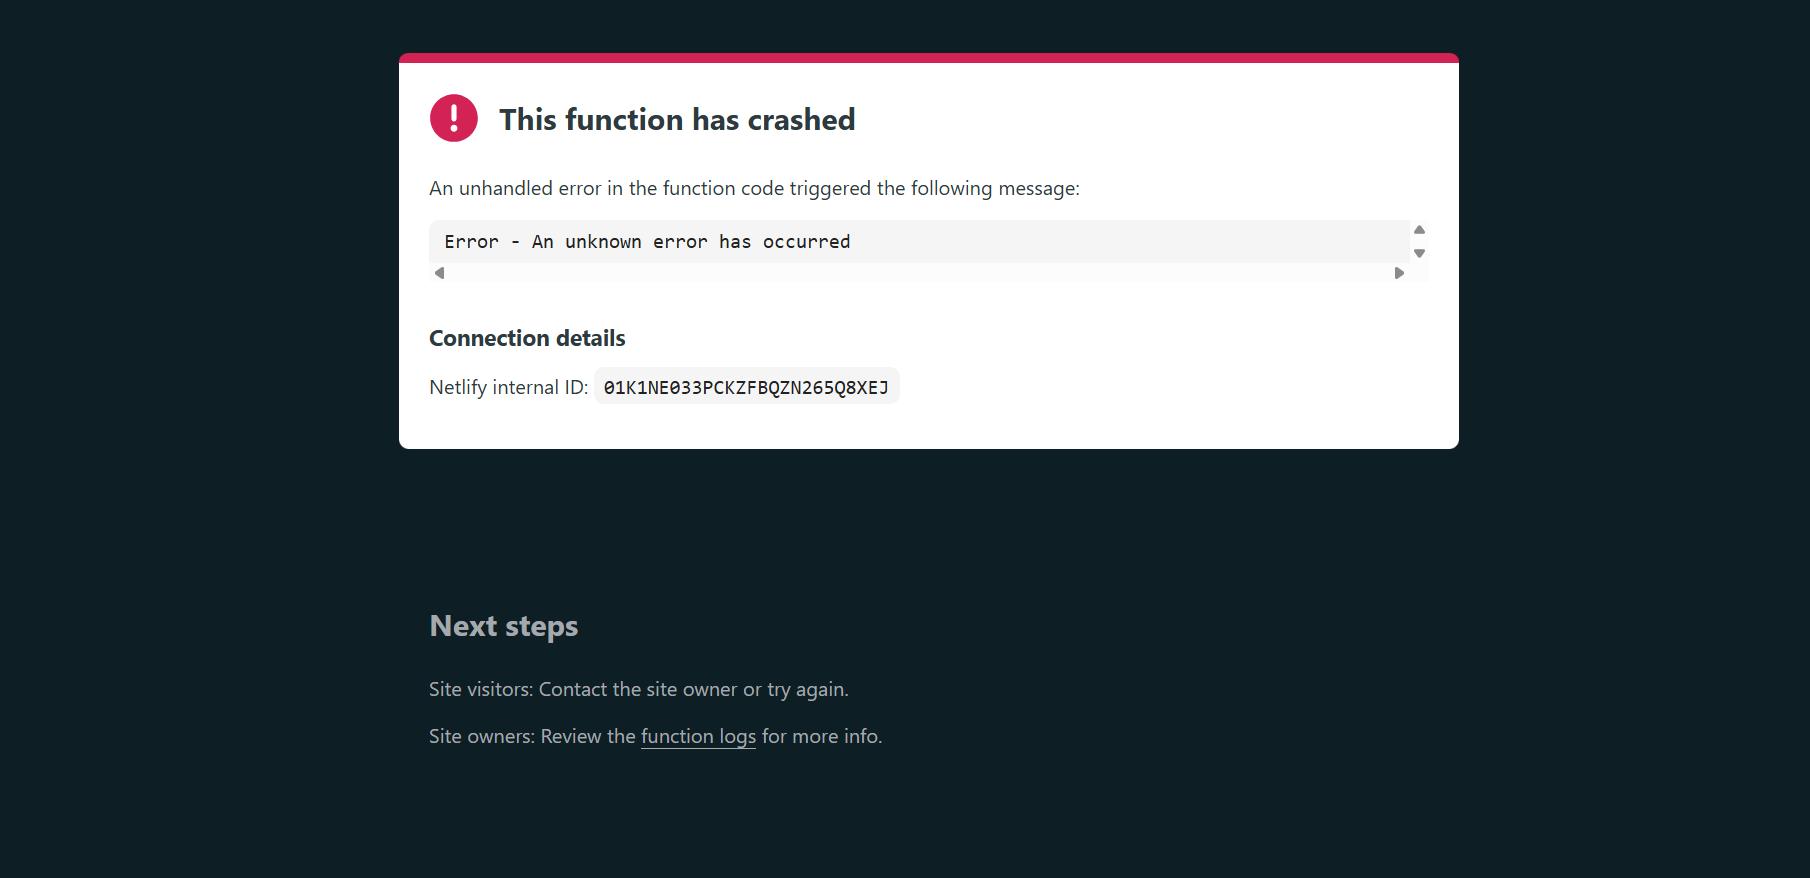 This function has crashed
An unhandled error in the function code triggered the following message:
Error - An unknown error has occurred
Connection details
Netlify internal ID: 01K1NE033PCKZFBQZN265Q8XEJ
Next steps
Site visitors: Contact the site owner or try again.
Site owners: Review the function logs for more info.